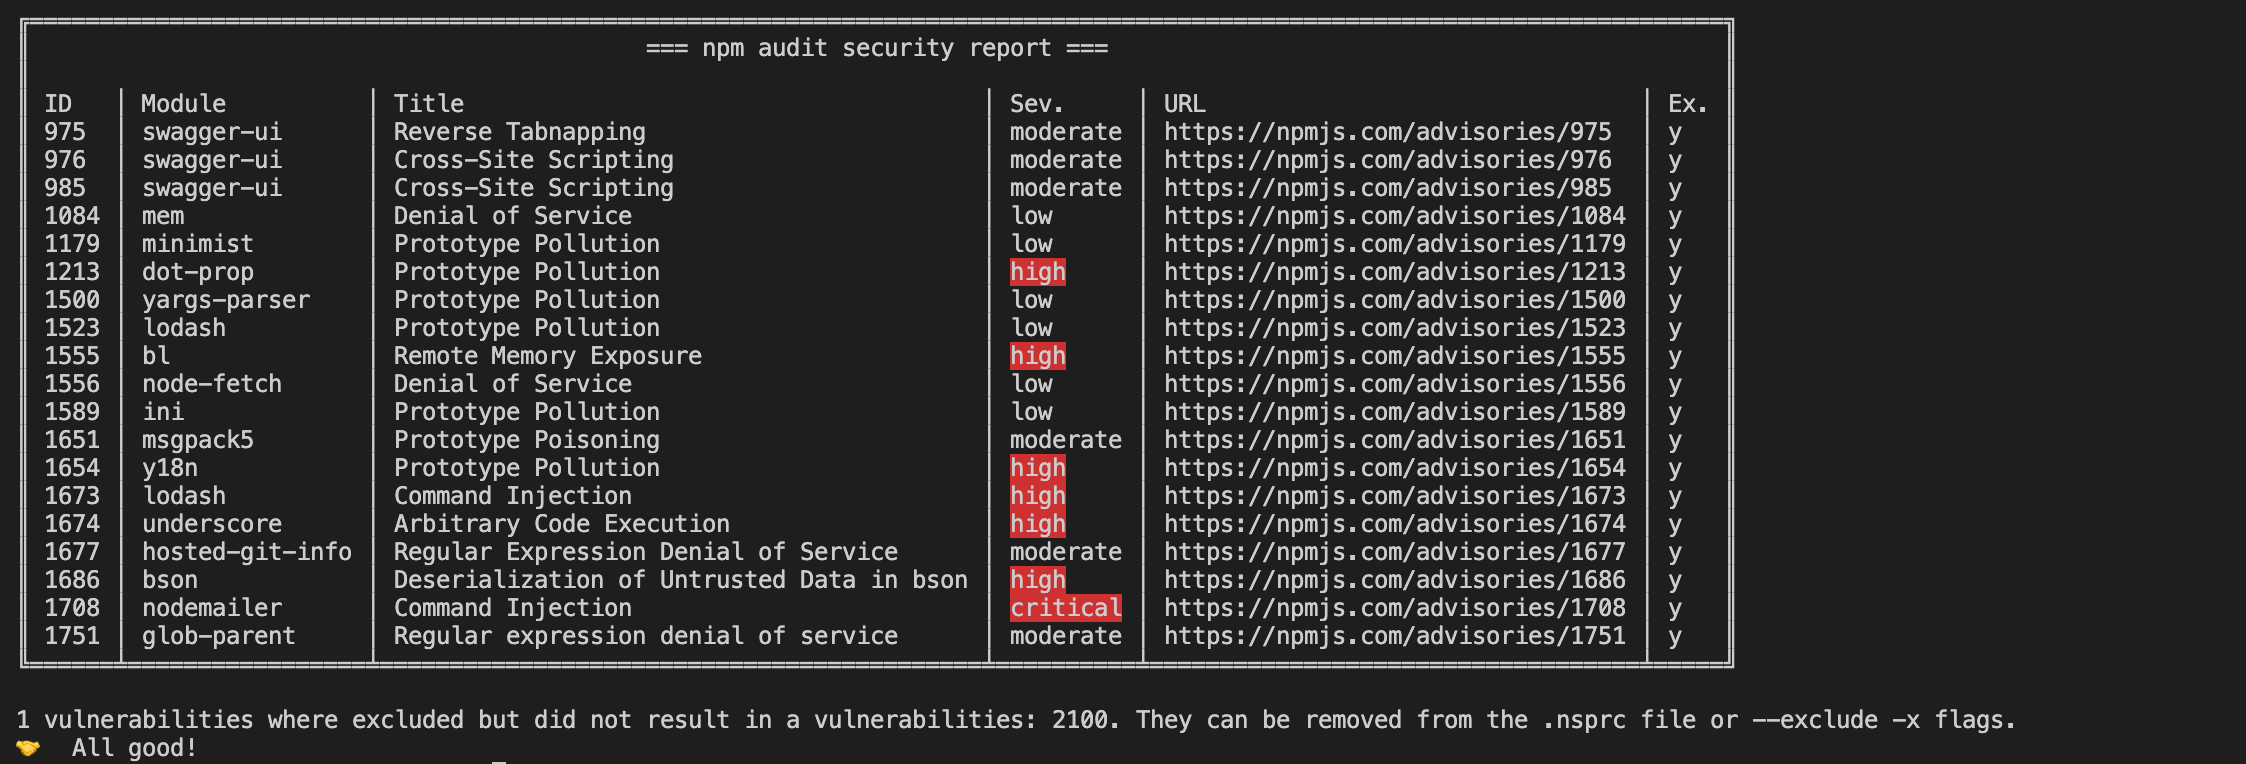 === npm audit security report ===
ID Module Title Sev. URL Ex.
975 swagger-ui Reverse Tabnapping moderate https://npmjs.com/advisories/975 y
976 swagger-ui Cross-Site Scripting moderate https://npmjs.com/advisories/976 y
985 swagger-ui Cross-Site Scripting moderate https://npmjs.com/advisories/985 y
1084 mem Denial of Service low https://npmjs.com/advisories/1084 y
1179 minimist Prototype Pollution low https://npmjs.com/advisories/1179 y
1213 dot-prop Prototype Pollution high https://npmjs.com/advisories/1213 y
1500 yargs-parser Prototype Pollution low https://npmjs.com/advisories/1500 y
1523 lodash Prototype Pollution low https://npmjs.com/advisories/1523 y
1555 bl Remote Memory Exposure high https://npmjs.com/advisories/1555 y
1556 node-fetch Denial of Service low https://npmjs.com/advisories/1556 y
1589 ini Prototype Pollution low https://npmjs.com/advisories/1589 y
1651 msgpack5 Prototype Poisoning moderate https://npmjs.com/advisories/1651 y
1654 y18n Prototype Pollution high https://npmjs.com/advisories/1654 y
1673 lodash Command Injection high https://npmjs.com/advisories/1673 y
1674 underscore Arbitrary Code Execution high https://npmjs.com/advisories/1674 y
1677 hosted-git-info Regular Expression Denial of Service moderate https://npmjs.com/advisories/1677 y
1686 bson Deserialization of Untrusted Data in bson high https://npmjs.com/advisories/1686 y
1708 nodemailer Command Injection critical https://npmjs.com/advisories/1708 y
1751 glob-parent Regular expression denial of service moderate https://npmjs.com/advisories/1751 y
1 vulnerabilities where excluded but did not result in a vulnerabilities: 2100. They can be removed from the .nsprc file or --exclude -x flags.
🤝 All good!